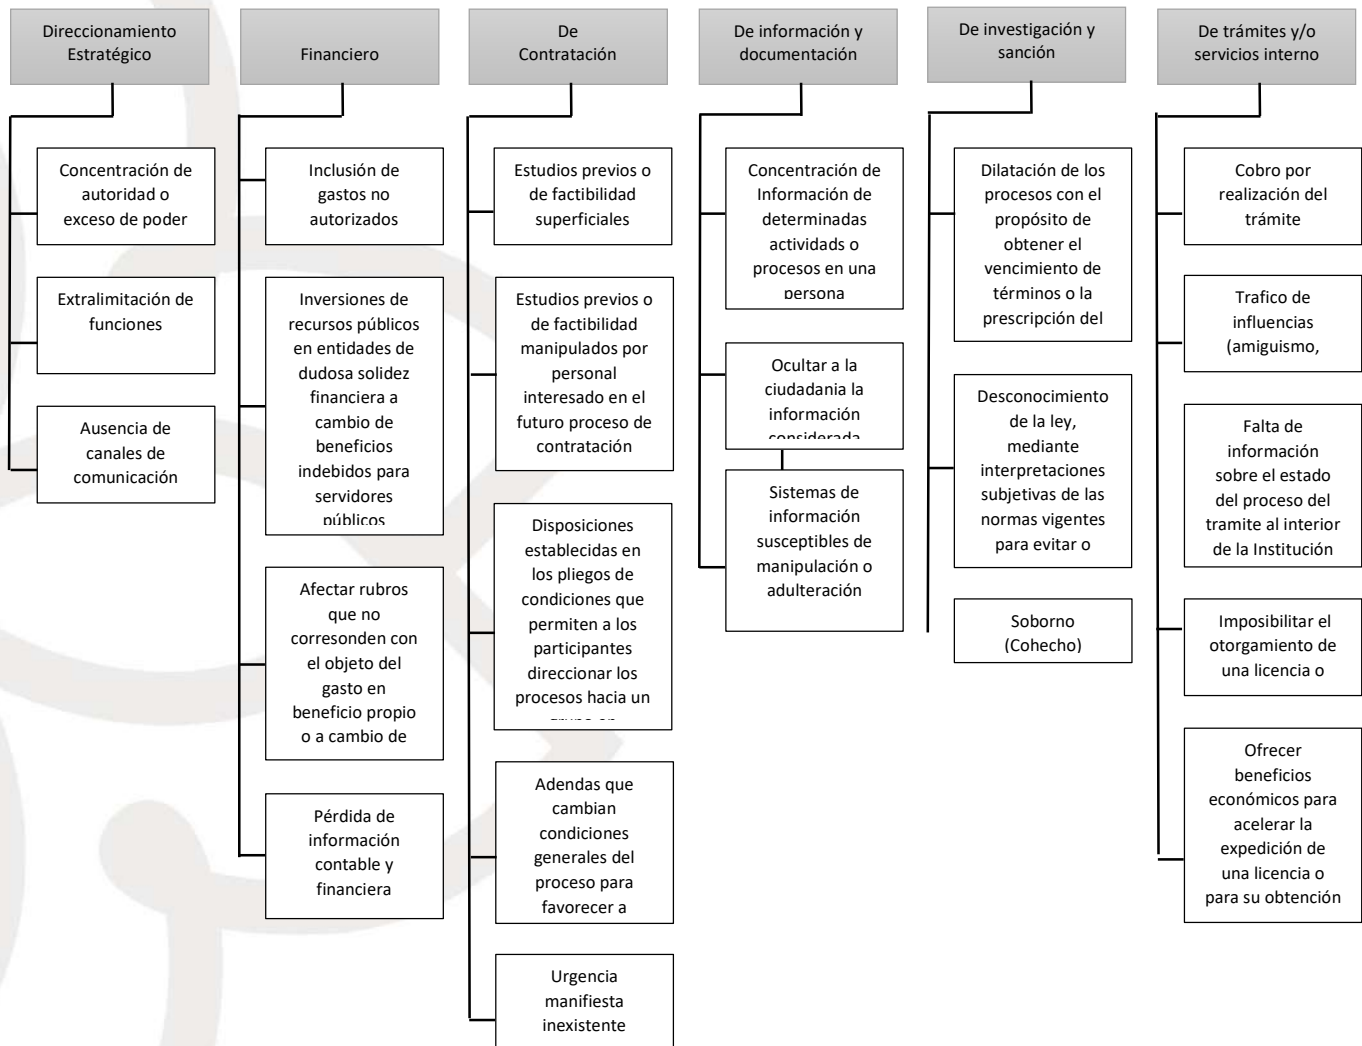 Direccionamiento
Estratégico
Concentración de
autoridad o
exceso de poder
Extralimitación de
funciones
Ausencia de
canales de
comunicación
Financiero
Inclusión de
gastos no
autorizados
Inversiones de
recursos públicos
en entidades de
dudosa solidez
financiera a
cambio de
beneficios
indebidos para
servidores
públicos
Afectar rubros
que no
corresonden con
el objeto del
gasto en
beneficio propio
o a cambio de
Pérdida de
información
contable y
financiera
De
Contratación
Estudios previos o
de factibilidad
superficiales
Estudios previos o
de factibilidad
manipulados por
personal
interesado en el
futuro proceso de
contratación
Disposiciones
establecidas en
los pliegos de
condiciones que
permiten a los
participantes
direccionar los
procesos hacia un
grupo en
Adendas que
cambian
condiciones
generales del
proceso para
favorecer a
Urgencia
manifiesta
inexistente
De información y
documentación
Concentración de
Información de
determinadas
actividads o
procesos en una
persona
Ocultar a la
ciudadania la
información
considerada
Sistemas de
información
susceptibles de
manipulación o
adulteración
De investigación y
sanción
Dilatación de los
procesos con el
propósito de
obtener el
vencimiento de
términos o la
prescripción del
Desconocimiento
de la ley,
mediante
interpretaciones
subjetivas de las
normas vigentes
para evitar o
Soborno
(Cohecho)
De trámites y/o
servicios interno
Cobro por
realización del
trámite
Trafico de
influencias
(amiguismo,
Falta de
información
sobre el estado
del proceso del
tramite al interior
de la Institución
Imposibilitar el
otorgamiento de
una licencia o
Ofrecer
beneficios
económicos para
acelerar la
expedición de
una licencia o
para su obtención